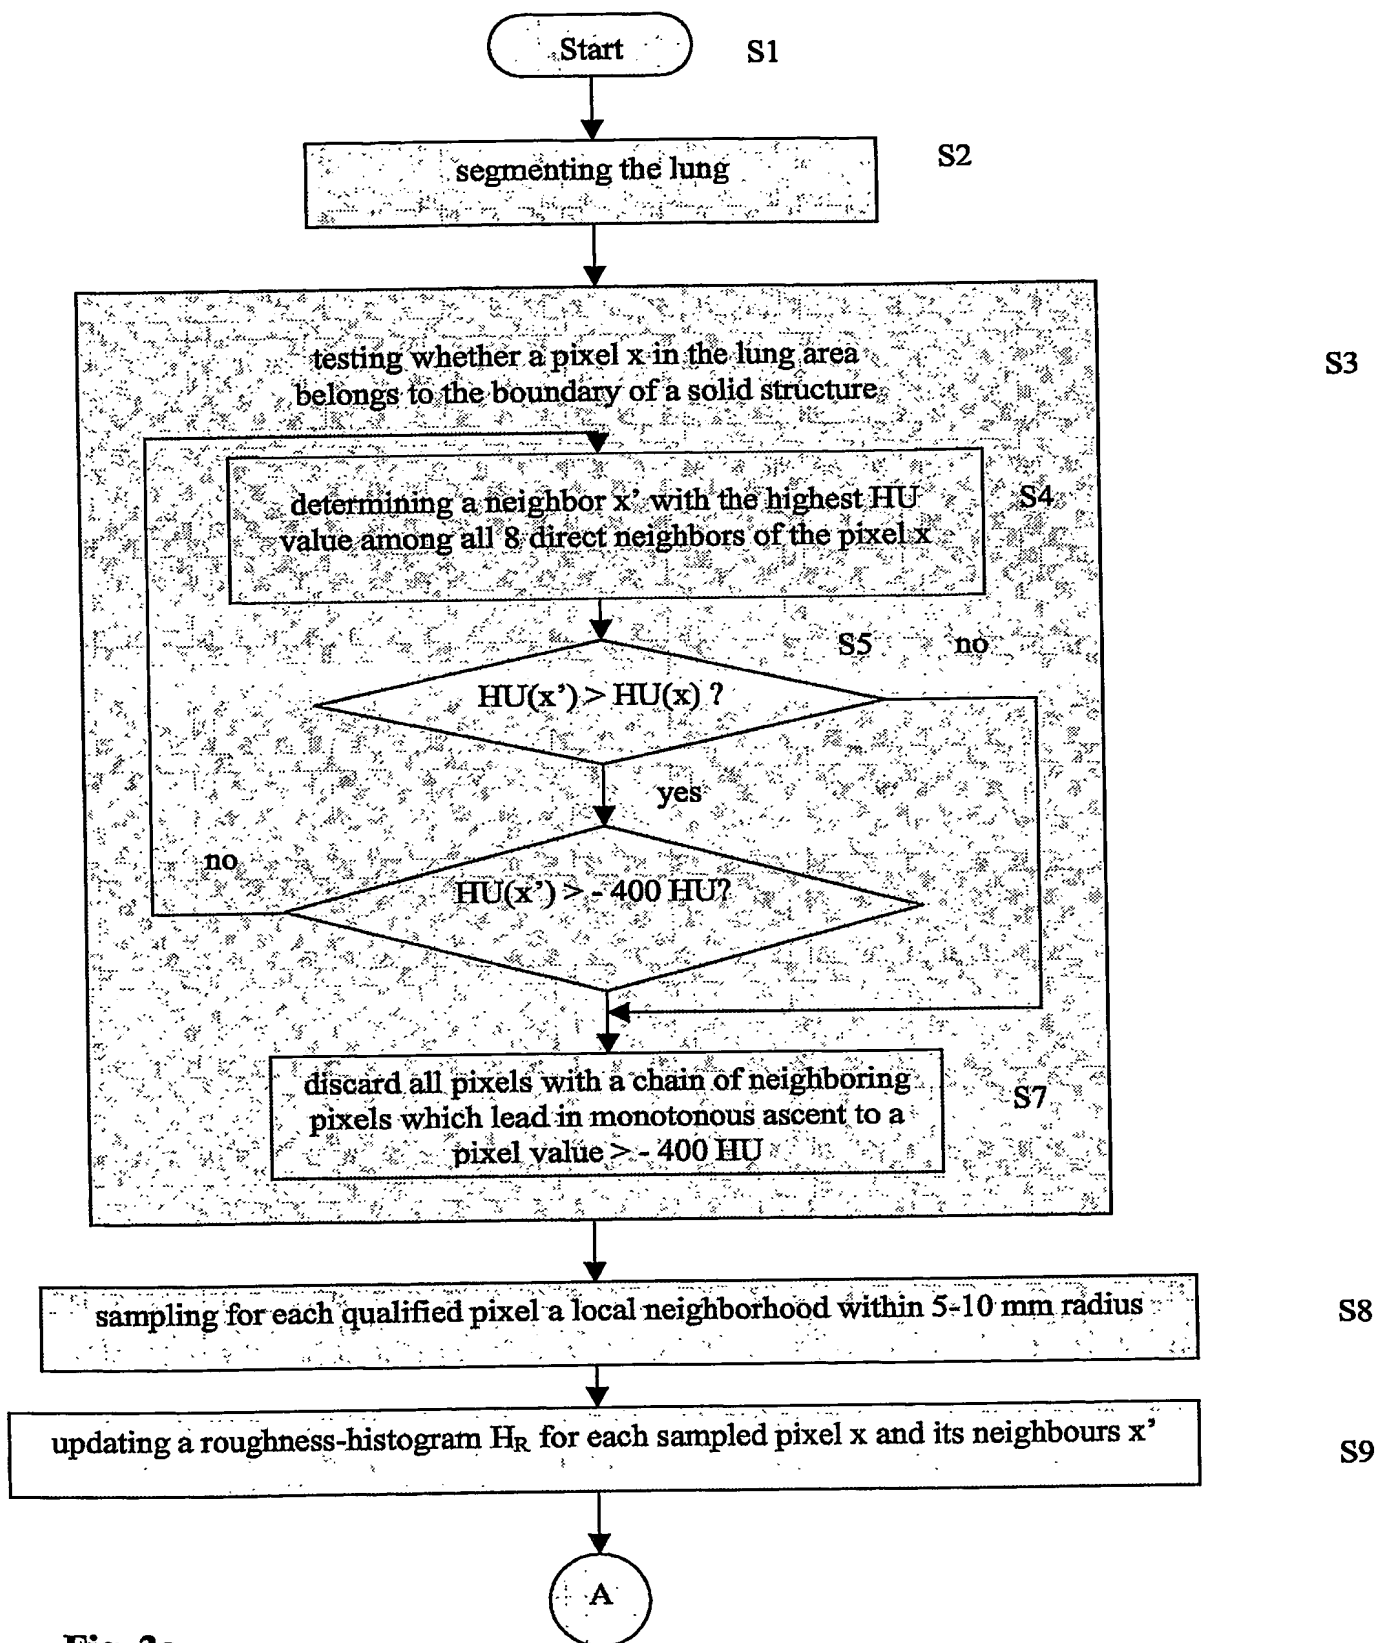 Start
S1
segmenting the lung
S2
testing whether a pixel x in the lung area
belongs to the boundary of a solid structure
S3
determining a neighbor x’ with the highest HU
value among all 8 direct neighbors of the pixel x
S4
S5
no
HU(x’) > HU(x) ?
yes
no
HU(x’) > - 400 HU?
discard all pixels with a chain of neighboring
pixels which lead in monotonous ascent to a
pixel value > - 400 HU
S7
sampling for each qualified pixel a local neighborhood within 5-10 mm radius
S8
updating a roughness-histogram HR for each sampled pixel x and its neighbours x’
S9
A